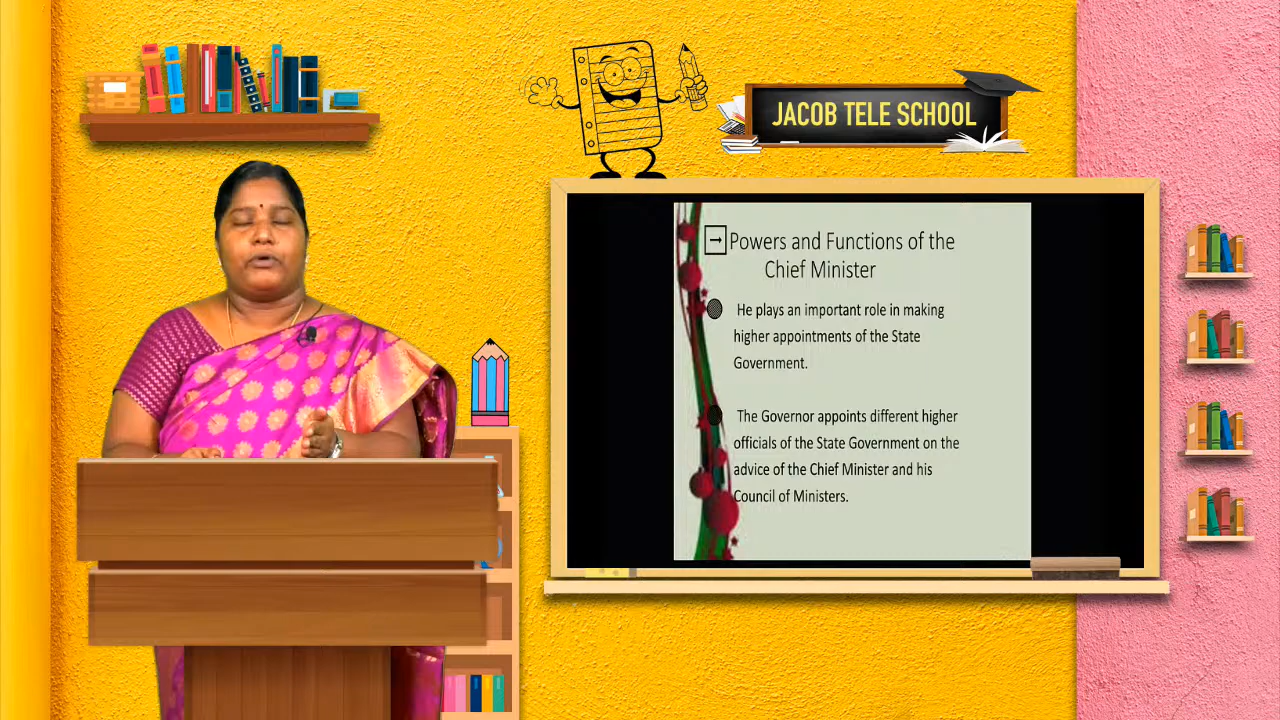 JACOB TELE SCHOOL
→ Powers and Functions of the
Chief Minister
He plays an important role in making
higher appointments of the State
Government.
The Governor appoints different higher
officials of the State Government on the
advice of the Chief Minister and his
Council of Ministers.